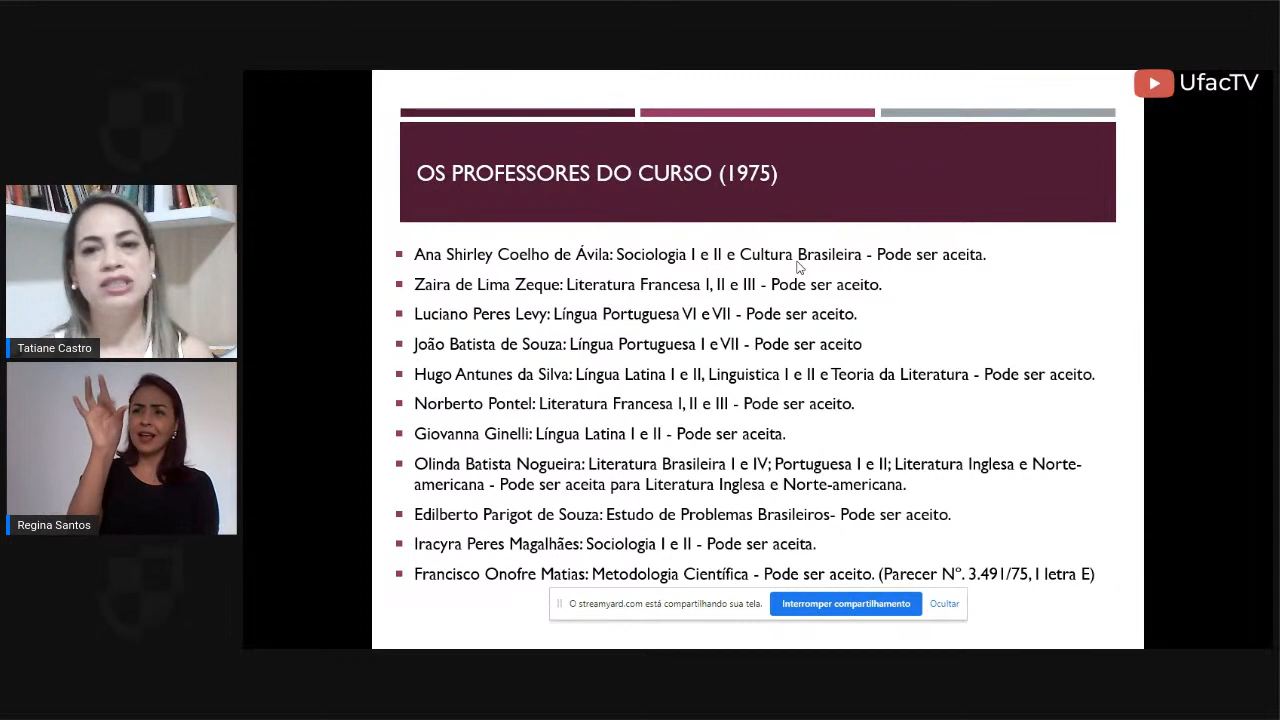 UfacTV
OS PROFESSORES DO CURSO (1975)
Ana Shirley Coelho de Ávila: Sociologia I e II e Cultura Brasileira - Pode ser aceita.
Zaira de Lima Zeque: Literatura Francesa I, II e III - Pode ser aceito.
Luciano Peres Levy: Língua Portuguesa VI e VII - Pode ser aceito.
João Batista de Souza: Língua Portuguesa I e VII - Pode ser aceito
Hugo Antunes da Silva: Língua Latina I e II, Linguistica I e II e Teoria da Literatura - Pode ser aceito.
Norberto Pontel: Literatura Francesa I, II e III - Pode ser aceito.
Giovanna Ginelli: Língua Latina I e II - Pode ser aceita.
Olinda Batista Nogueira: Literatura Brasileira I e IV; Portuguesa I e II; Literatura Inglesa e Norte-
americana - Pode ser aceita para Literatura Inglesa e Norte-americana.
Edilberto Parigot de Souza: Estudo de Problemas Brasileiros- Pode ser aceito.
Iracyra Peres Magalhães: Sociologia I e II - Pode ser aceita.
Francisco Onofre Matias: Metodologia Científica - Pode ser aceito. (Parecer Nº. 3.491/75, I letra E)
O streamyard.com está compartilhando sua tela. Interromper compartilhamento Ocultar
Tatiane Castro
Regina Santos